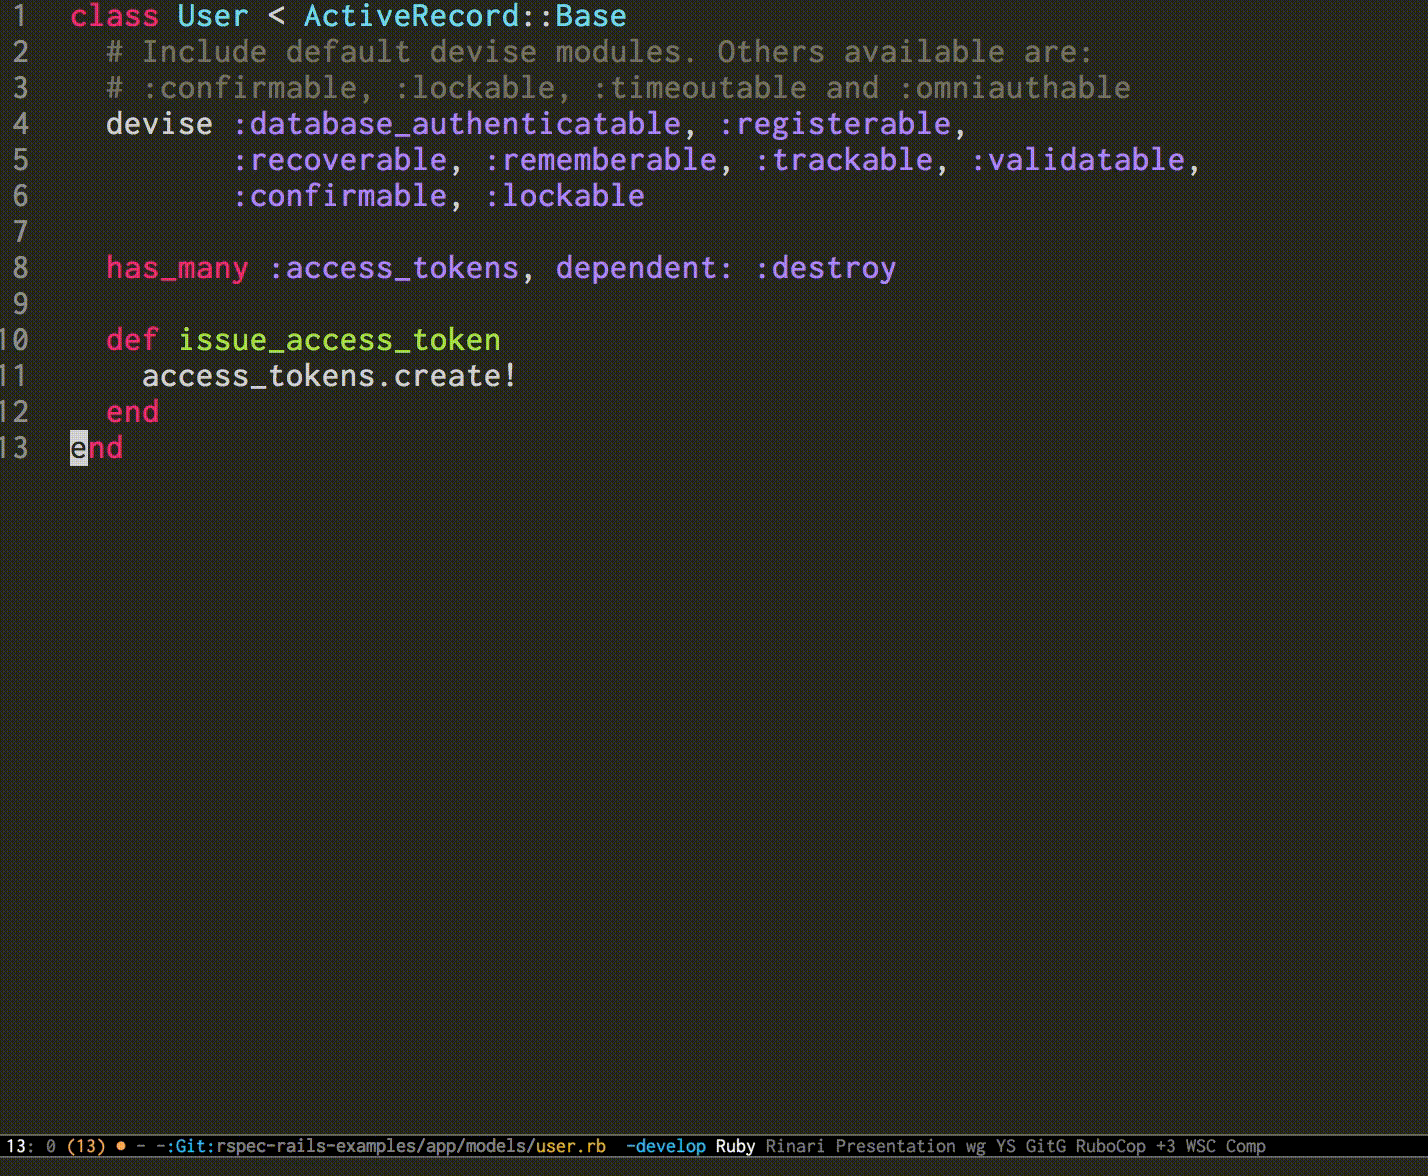 1 class User < ActiveRecord::Base
2 # Include default devise modules. Others available are:
3 # :confirmable, :lockable, :timeoutable and :omniauthable
4 devise :database_authenticatable, :registerable,
5 :recoverable, :rememberable, :trackable, :validatable,
6 :confirmable, :lockable
7
8 has_many :access_tokens, dependent: :destroy
9
10 def issue_access_token
11 access_tokens.create!
12 end
13 end
13: 0 (13) ● - -:Git:rspec-rails-examples/app/models/user.rb -develop Ruby Rinari Presentation wg YS GitG RuboCop +3 WSC Comp